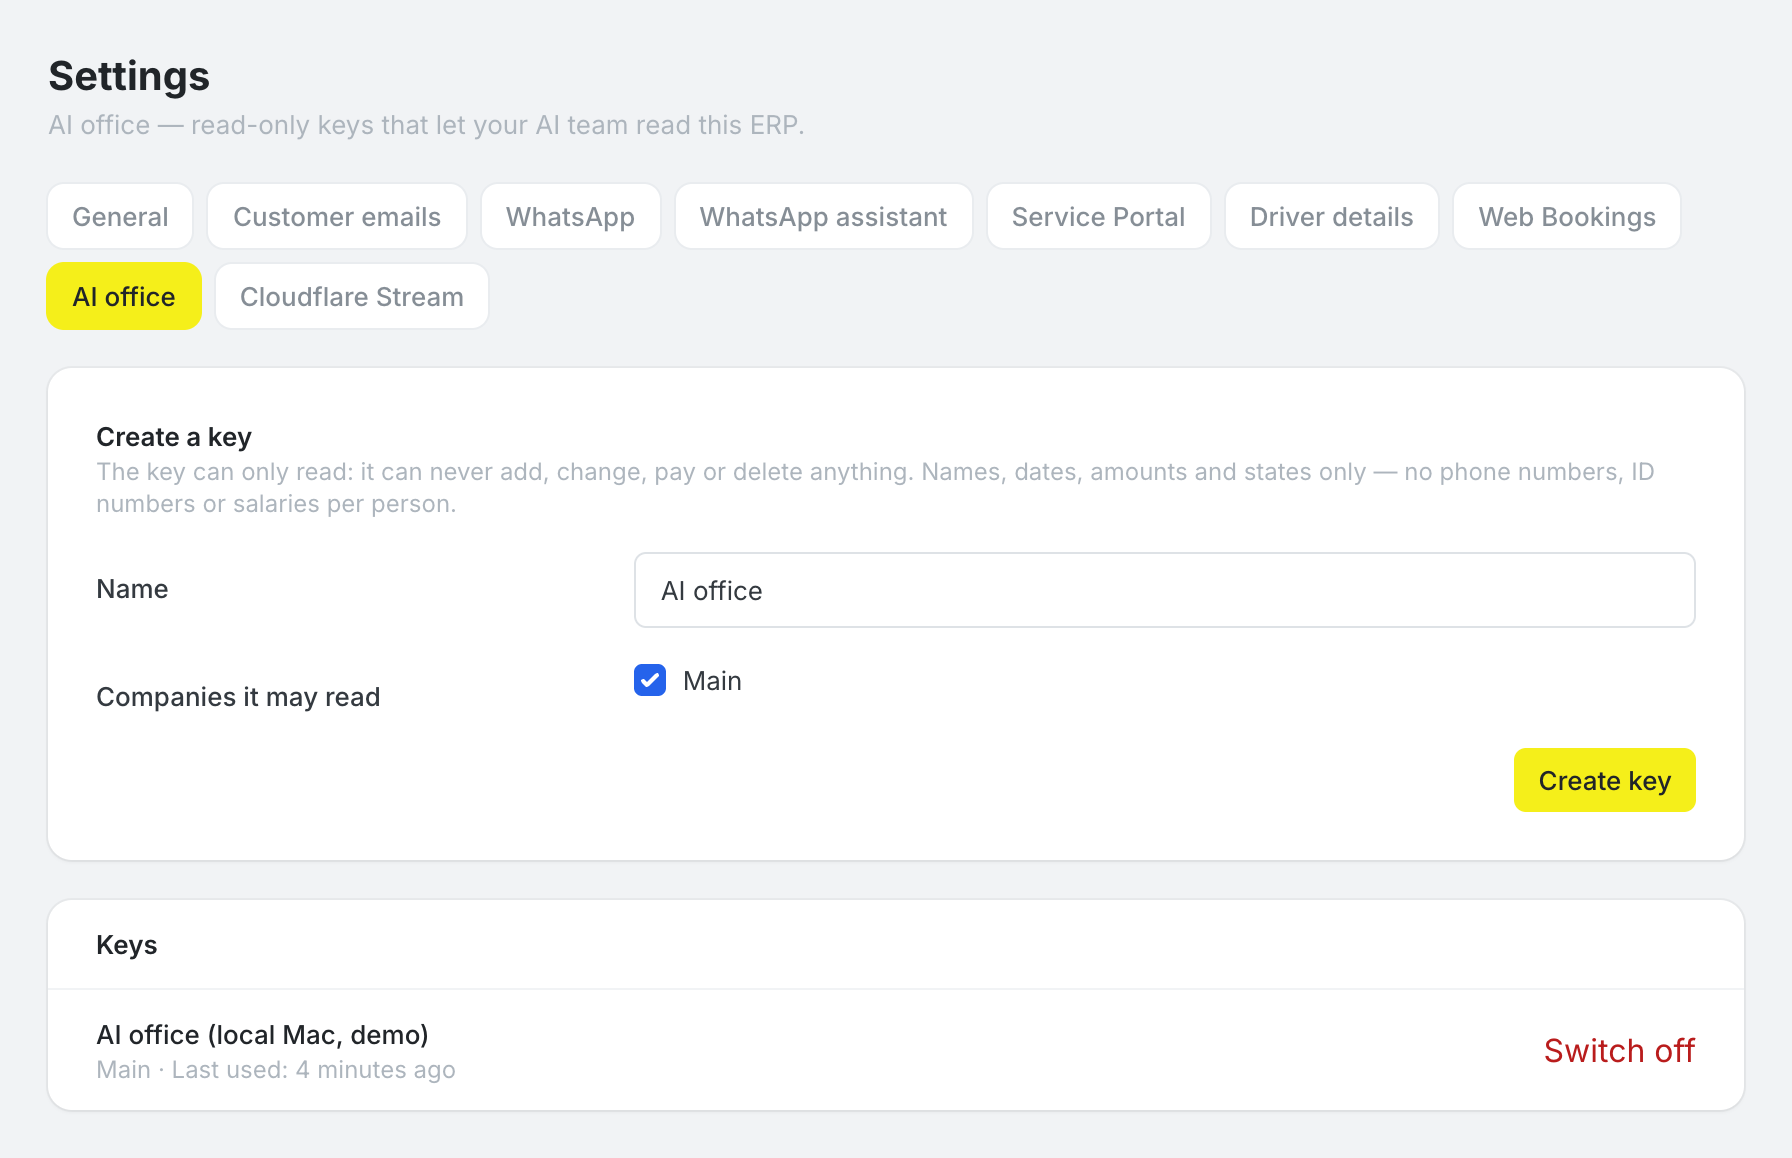 Settings
AI office — read-only keys that let your AI team read this ERP.
General
Customer emails
WhatsApp
WhatsApp assistant
Service Portal
Driver details
Web Bookings
AI office
Cloudflare Stream
Create a key
The key can only read: it can never add, change, pay or delete anything. Names, dates, amounts and states only — no phone numbers, ID
numbers or salaries per person.
Name
AI office
Companies it may read
Main
Create key
Keys
AI office (local Mac, demo)
Main · Last used: 4 minutes ago
Switch off